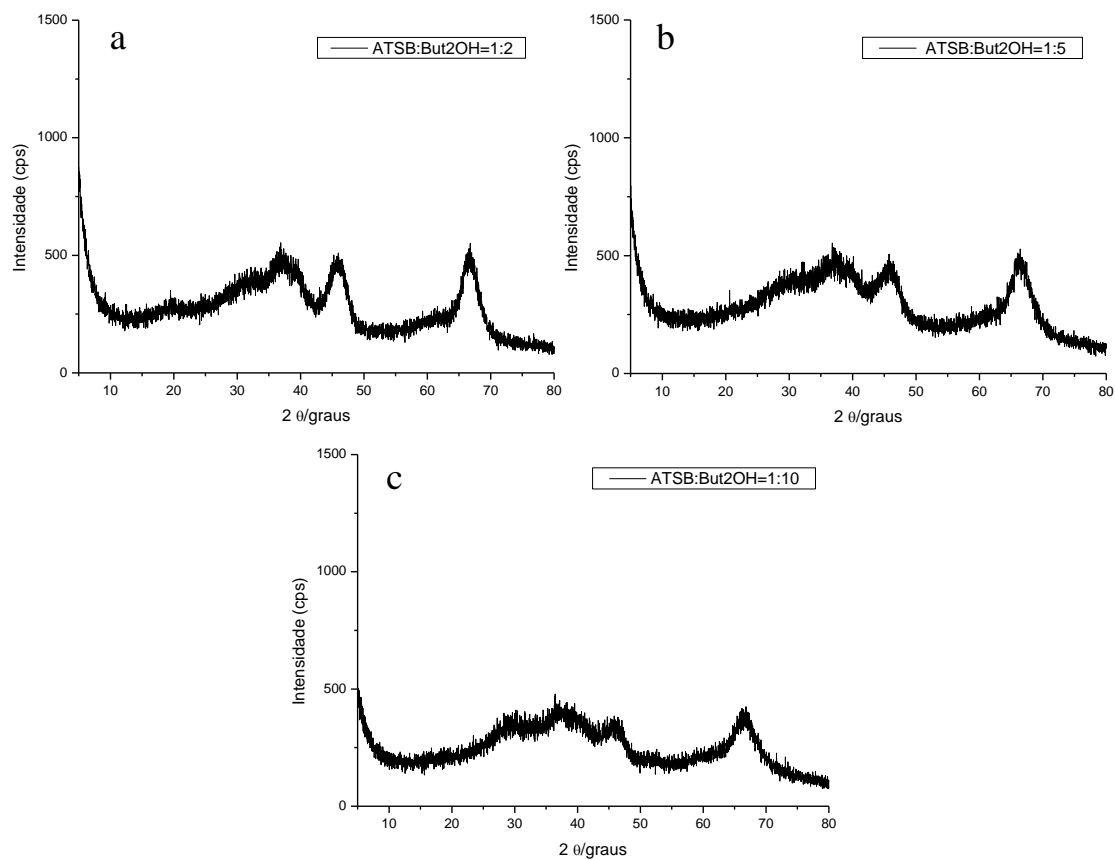 a
ATSB:But2OH=1:2
1500
1000
500
0
Intensidade (cps)
10 20 30 40 50 60 70 80
2 θ/graus
b
ATSB:But2OH=1:5
1500
1000
500
0
Intensidade (cps)
10 20 30 40 50 60 70 80
2 θ/graus
c
ATSB:But2OH=1:10
1500
1000
500
0
Intensidade (cps)
10 20 30 40 50 60 70 80
2 θ/graus